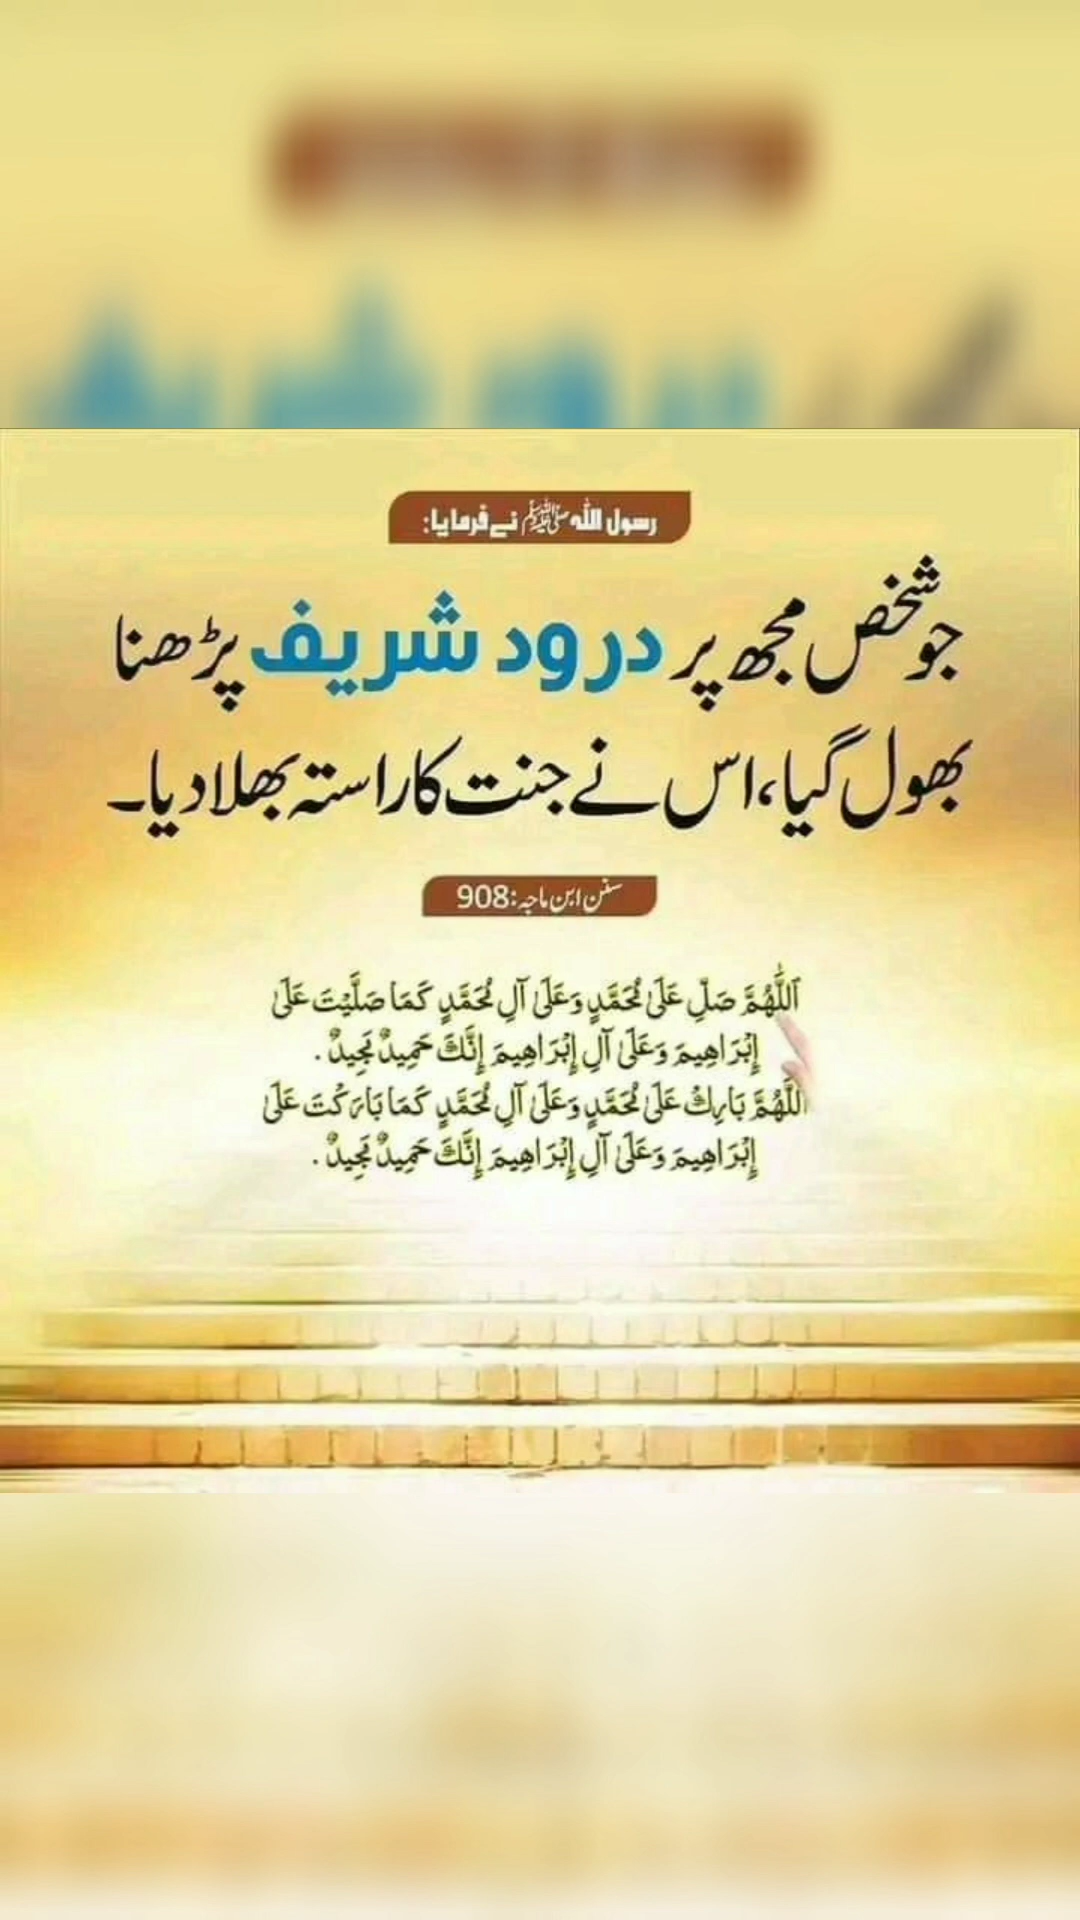 رسول اللہ ﷺ نے فرمایا:
جو شخص مجھ پر درود شریف پڑھنا
بھول گیا، اس نے جنت کا راستہ بھلا دیا۔
سنن ابن ماجہ: 908
اَللّٰهُمَّ صَلِّ عَلَىٰ مُحَمَّدٍ وَعَلَىٰ آلِ مُحَمَّدٍ كَمَا صَلَّيْتَ عَلَىٰ
إِبْرَاهِيمَ وَعَلَىٰ آلِ إِبْرَاهِيمَ إِنَّكَ حَمِيدٌ مَجِيدٌ .
اللَّهُمَّ بَارِكْ عَلَىٰ مُحَمَّدٍ وَعَلَىٰ آلِ مُحَمَّدٍ كَمَا بَارَكْتَ عَلَىٰ
إِبْرَاهِيمَ وَعَلَىٰ آلِ إِبْرَاهِيمَ إِنَّكَ حَمِيدٌ مَجِيدٌ .